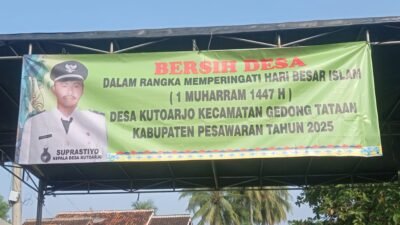 BERSIH DESA
DALAM RANGKA MEMPERINGATI HARI BESAR ISLAM
( 1 MUHARRAM 1447 H )
DESA KUTOARJO KECAMATAN GEDONG TATAAN
KABUPATEN PESAWARAN TAHUN 2025
SUPRASTIYO
KEPALA DESA KUTOARJO